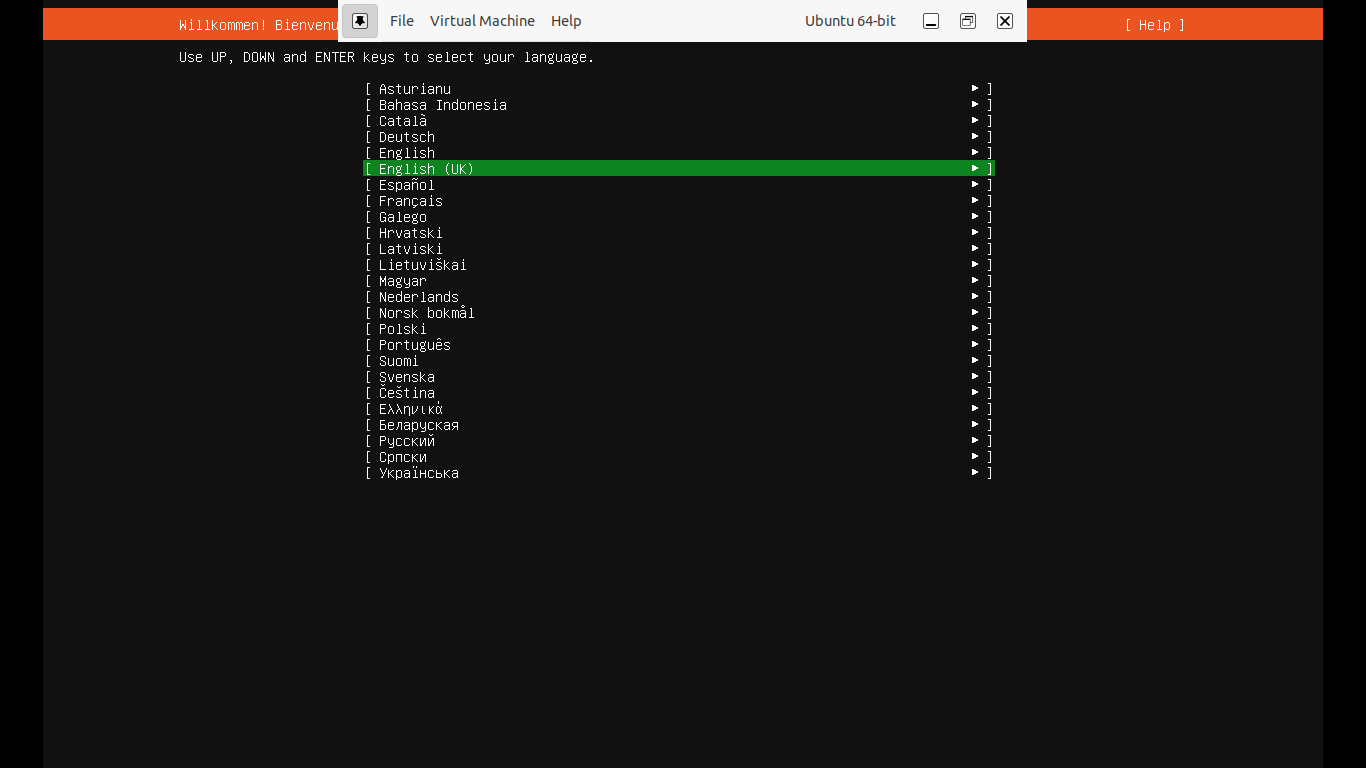 File Virtual Machine Help Ubuntu 64-bit
Willkommen! Bienvenu [ Help ]
Use UP, DOWN and ENTER keys to select your language.
[ Asturianu ► ]
[ Bahasa Indonesia ► ]
[ Català ► ]
[ Deutsch ► ]
[ English ► ]
[ English (UK) ► ]
[ Español ► ]
[ Français ► ]
[ Galego ► ]
[ Hrvatski ► ]
[ Latviski ► ]
[ Lietuviškai ► ]
[ Magyar ► ]
[ Nederlands ► ]
[ Norsk bokmål ► ]
[ Polski ► ]
[ Português ► ]
[ Suomi ► ]
[ Svenska ► ]
[ Čeština ► ]
[ Ελληνικά ► ]
[ Беларуская ► ]
[ Русский ► ]
[ Српски ► ]
[ Українська ► ]